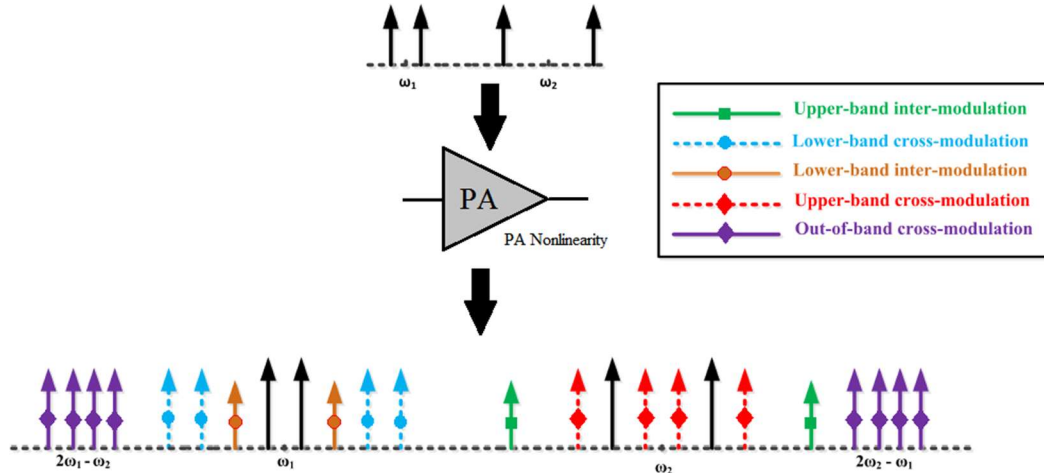 ω₁ ω₂
Upper-band inter-modulation
Lower-band cross-modulation
Lower-band inter-modulation
Upper-band cross-modulation
Out-of-band cross-modulation
PA
PA Nonlinearity
2ω₁ - ω₂ ω₁ ω₂ 2ω₂ - ω₁